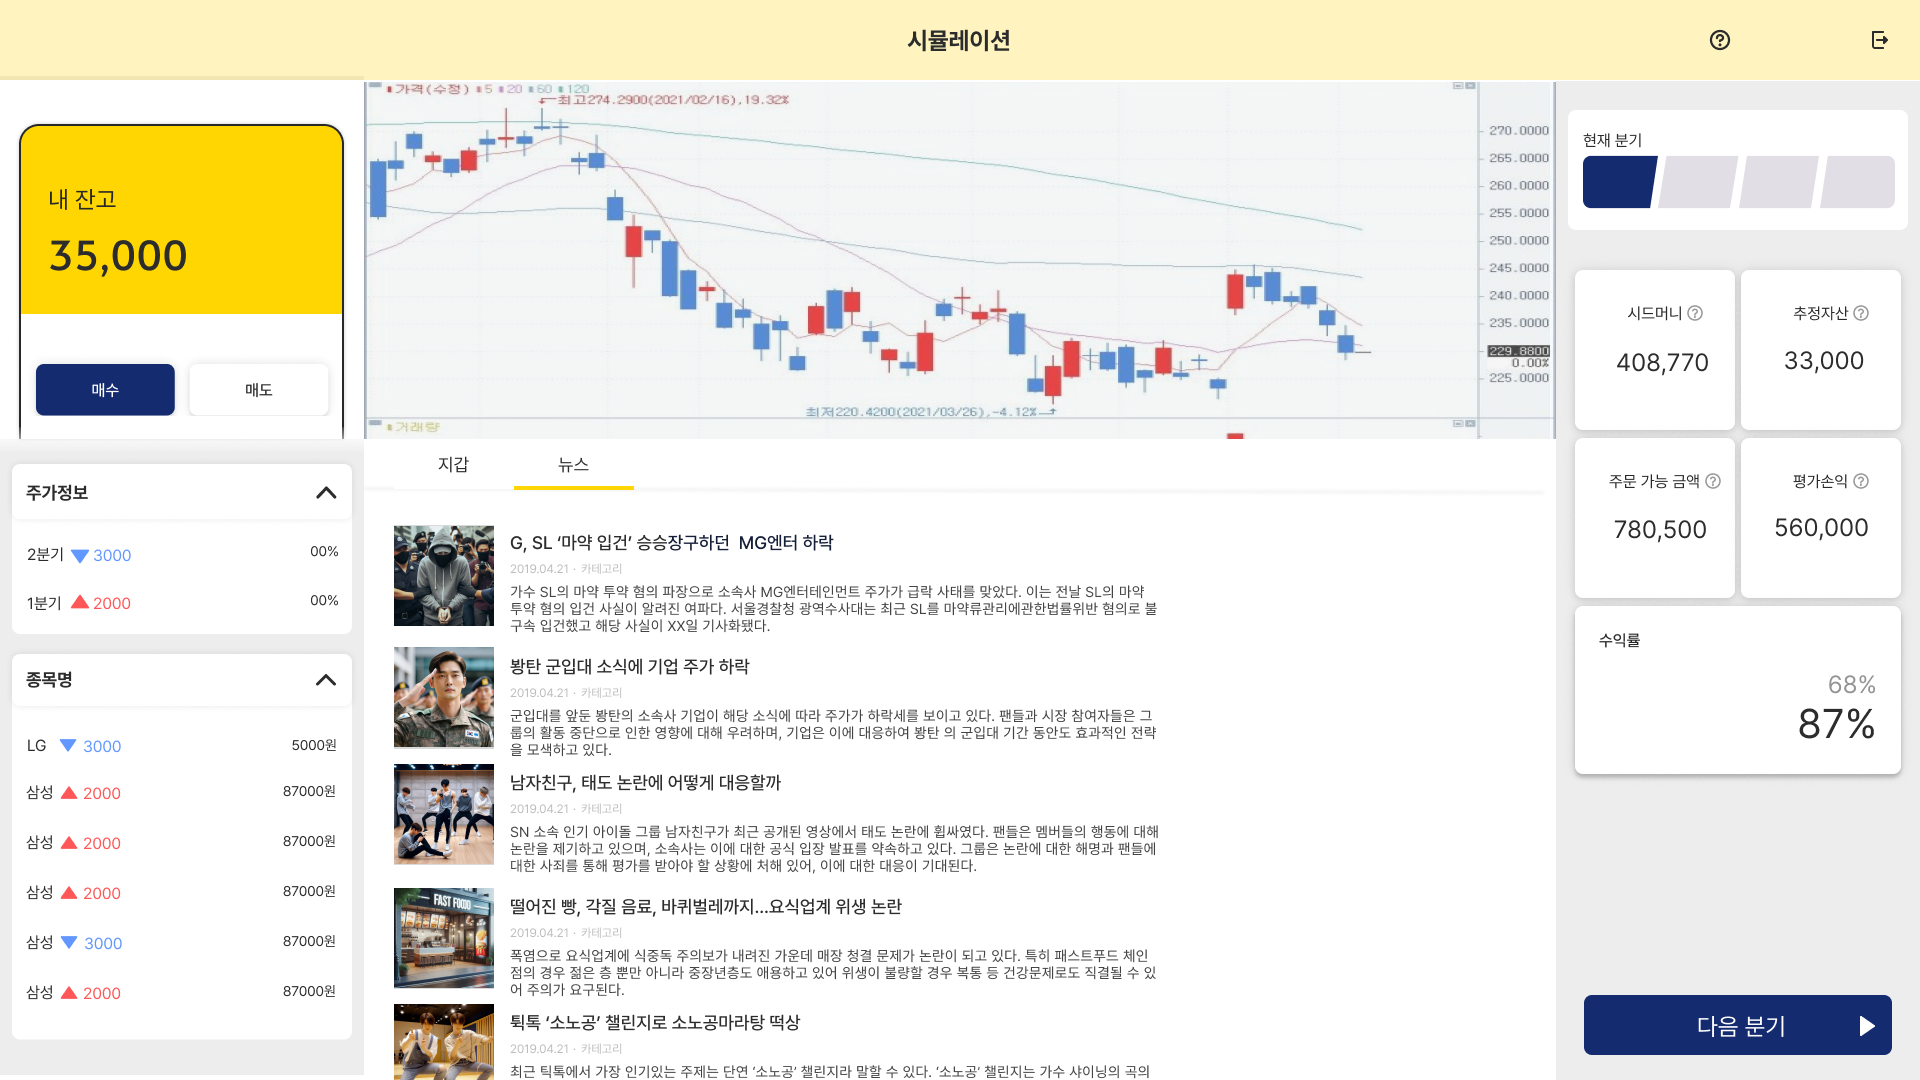 시뮬레이션
내 잔고
35,000
매수
매도
주가정보
2분기 3000 00%
1분기 2000 00%
종목명
LG 3000 5000원
삼성 2000 87000원
삼성 2000 87000원
삼성 2000 87000원
삼성 3000 87000원
삼성 2000 87000원
가격(수정) 5 20 60 120
최고274.2900(2021/02/16),19.32%
270.0000
265.0000
260.0000
255.0000
250.0000
245.0000
240.0000
235.0000
229.8800
0.00%
225.0000
최저220.4200(2021/03/26),-4.12%
거래량
지갑
뉴스
G, SL ‘마약 입건’ 승승장구하던 MG엔터 하락
2019.04.21 · 카테고리
가수 SL의 마약 투약 혐의 파장으로 소속사 MG엔터테인먼트 주가가 급락 사태를 맞았다. 이는 전날 SL의 마약
투약 혐의 입건 사실이 알려진 여파다. 서울경찰청 광역수사대는 최근 SL를 마약류관리에관한법률위반 혐의로 불
구속 입건했고 해당 사실이 XX일 기사화됐다.
봥탄 군입대 소식에 기업 주가 하락
2019.04.21 · 카테고리
군입대를 앞둔 봥탄의 소속사 기업이 해당 소식에 따라 주가가 하락세를 보이고 있다. 팬들과 시장 참여자들은 그
룹의 활동 중단으로 인한 영향에 대해 우려하며, 기업은 이에 대응하여 봥탄 의 군입대 기간 동안도 효과적인 전략
을 모색하고 있다.
남자친구, 태도 논란에 어떻게 대응할까
2019.04.21 · 카테고리
SN 소속 인기 아이돌 그룹 남자친구가 최근 공개된 영상에서 태도 논란에 휩싸였다. 팬들은 멤버들의 행동에 대해
논란을 제기하고 있으며, 소속사는 이에 대한 공식 입장 발표를 약속하고 있다. 그룹은 논란에 대한 해명과 팬들에
대한 사죄를 통해 평가를 받아야 할 상황에 처해 있어, 이에 대한 대응이 기대된다.
FAST FOOJO
떨어진 빵, 각질 음료, 바퀴벌레까지...요식업계 위생 논란
2019.04.21 · 카테고리
폭염으로 요식업계에 식중독 주의보가 내려진 가운데 매장 청결 문제가 논란이 되고 있다. 특히 패스트푸드 체인
점의 경우 젊은 층 뿐만 아니라 중장년층도 애용하고 있어 위생이 불량할 경우 복통 등 건강문제로도 직결될 수 있
어 주의가 요구된다.
튁톡 ‘소노공’ 챌린지로 소노공마라탕 떡상
2019.04.21 · 카테고리
최근 틱톡에서 가장 인기있는 주제는 단연 ‘소노공’ 챌린지라 말할 수 있다. ‘소노공‘ 챌린지는 가수 샤이닝의 곡의
현재 분기
시드머니
408,770
추정자산
33,000
주문 가능 금액
780,500
평가손익
560,000
수익률
68%
87%
다음 분기